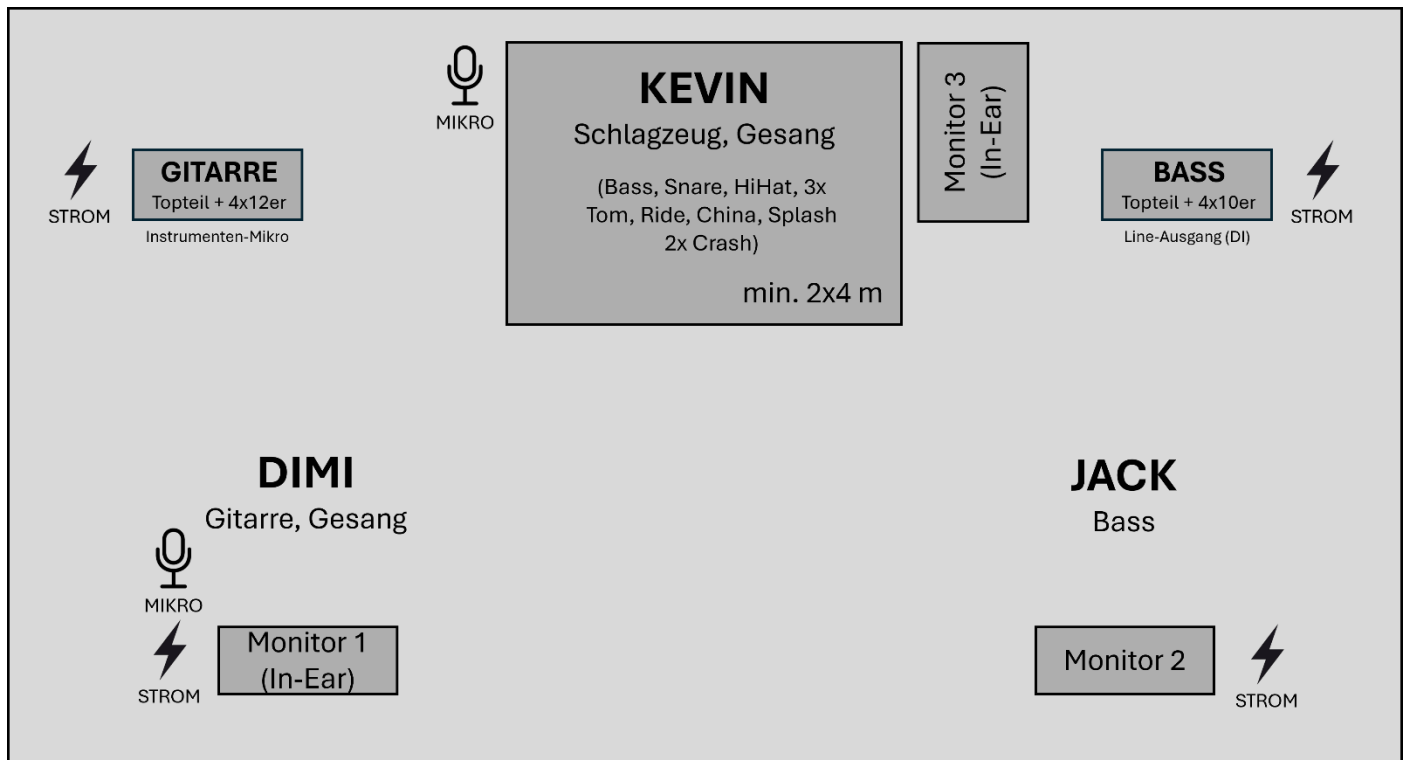 MIKRO
KEVIN
Schlagzeug, Gesang
(Bass, Snare, HiHat, 3x
Tom, Ride, China, Splash
2x Crash)
min. 2x4 m
Monitor 3
(In-Ear)
STROM
GITARRE
Topteil + 4x12er
Instrumenten-Mikro
BASS
Topteil + 4x10er
Line-Ausgang (DI)
STROM
DIMI
Gitarre, Gesang
MIKRO
STROM
Monitor 1
(In-Ear)
JACK
Bass
Monitor 2
STROM